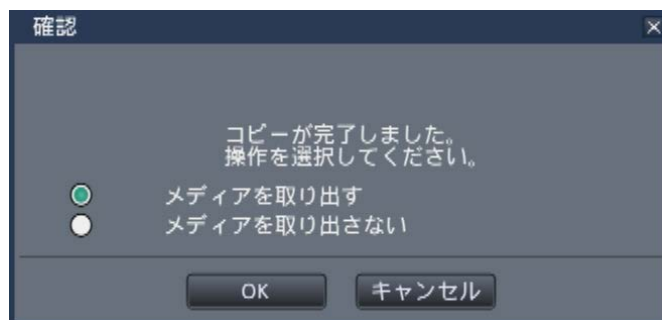 確認
コピーが完了しました。
操作を選択してください。
メディアを取り出す
メディアを取り出さない
OK キャンセル